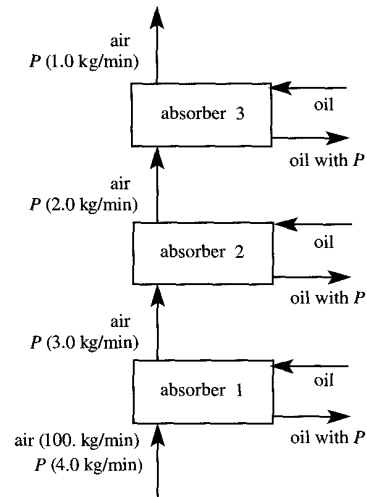 air
P (1.0 kg/min)
absorber 3
oil
oil with P
air
P (2.0 kg/min)
absorber 2
oil
oil with P
air
P (3.0 kg/min)
absorber 1
oil
oil with P
air (100. kg/min)
P (4.0 kg/min)